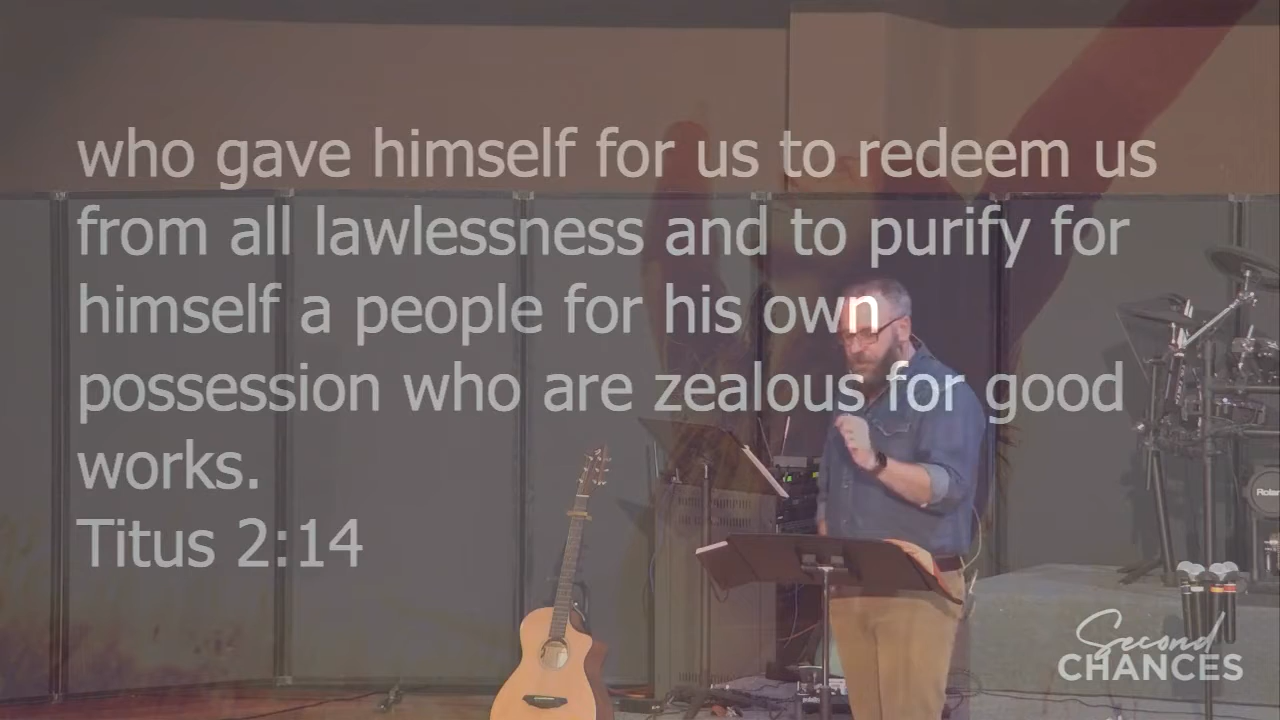 who gave himself for us to redeem us
from all lawlessness and to purify for
himself a people for his own
possession who are zealous for good
works.
Titus 2:14
Roland
Second
CHANCES